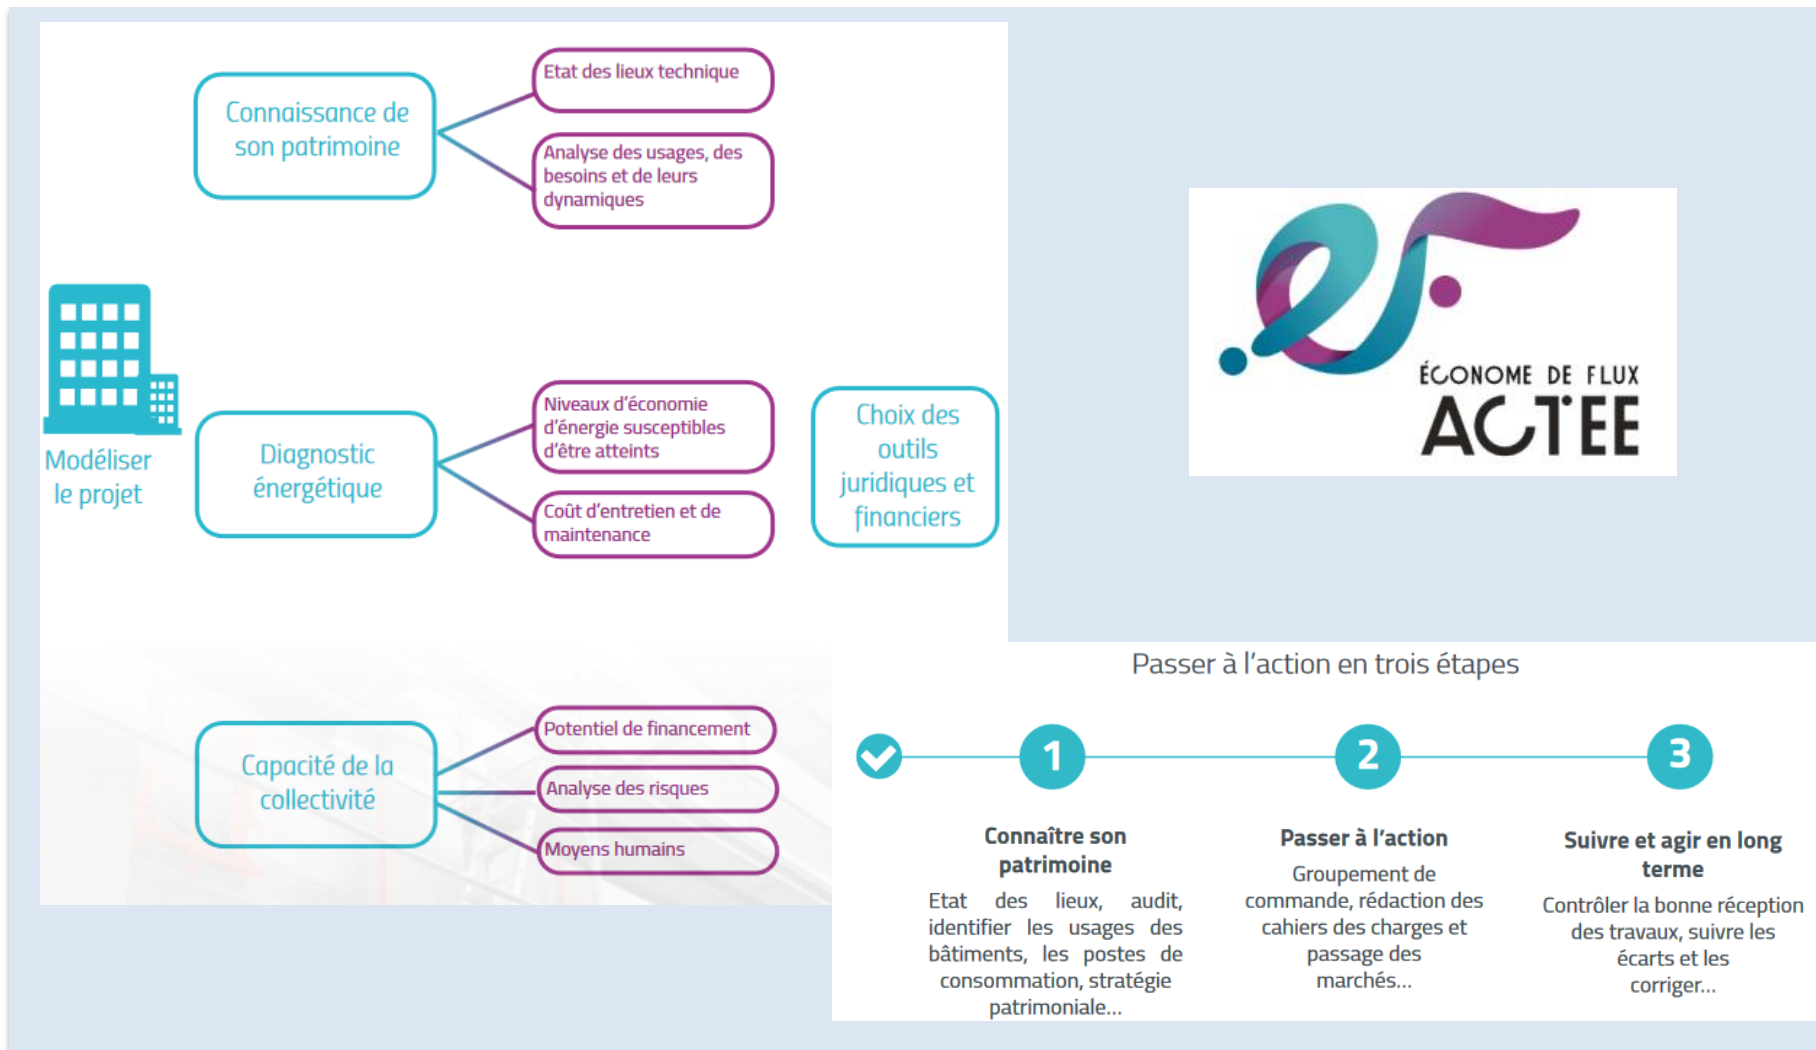 Modéliser
le projet
Connaissance de
son patrimoine
Etat des lieux technique
Analyse des usages, des
besoins et de leurs
dynamiques
Diagnostic
énergétique
Niveaux d'économie
d'énergie susceptibles
d'être atteints
Coût d'entretien et de
maintenance
Choix des
outils
juridiques et
financiers
Capacité de la
collectivité
Potentiel de financement
Analyse des risques
Moyens humains
ef
ÉCONOME DE FLUX
ACTEE
Passer à l'action en trois étapes
1
2
3
Connaître son
patrimoine
Etat des lieux, audit,
identifier les usages des
bâtiments, les postes de
consommation, stratégie
patrimoniale...
Passer à l'action
Groupement de
commande, rédaction des
cahiers des charges et
passage des
marchés...
Suivre et agir en long
terme
Contrôler la bonne réception
des travaux, suivre les
écarts et les
corriger...